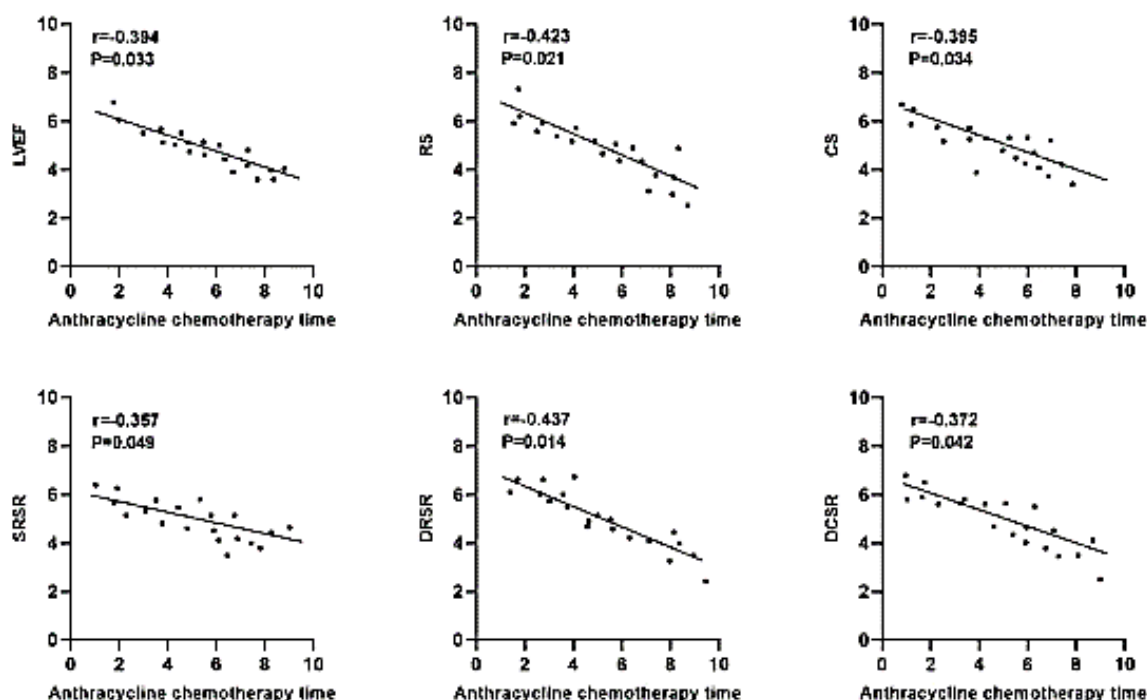 r=-0.394
P=0.033
LVEF
10
8
6
4
2
0
0 2 4 6 8 10
Anthracycline chemotherapy time
r=-0.423
P=0.021
RS
10
8
6
4
2
0
0 2 4 6 8 10
Anthracycline chemotherapy time
r=-0.395
P=0.034
CS
10
8
6
4
2
0
0 2 4 6 8 10
Anthracycline chemotherapy time
r=-0.357
P=0.049
SRSR
10
8
6
4
2
0
0 2 4 6 8 10
Anthracycline chemotherapy time
r=-0.437
P=0.014
DRSR
10
8
6
4
2
0
0 2 4 6 8 10
Anthracycline chemotherapy time
r=-0.372
P=0.042
DCSR
10
8
6
4
2
0
0 2 4 6 8 10
Anthracycline chemotherapy time